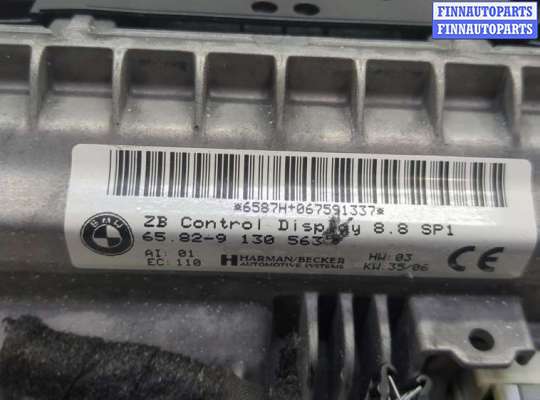 FINNAUTOPARTS
FINNAUTOPARTS
*6587H+067591337*
BMW
ZB Control Display 8.8 SP1
65.82-9 130 563
AI: 01
EC: 110
HARMAN/BECKER
AUTOMOTIVE SYSTEMS
HW: 03
KW: 35/06